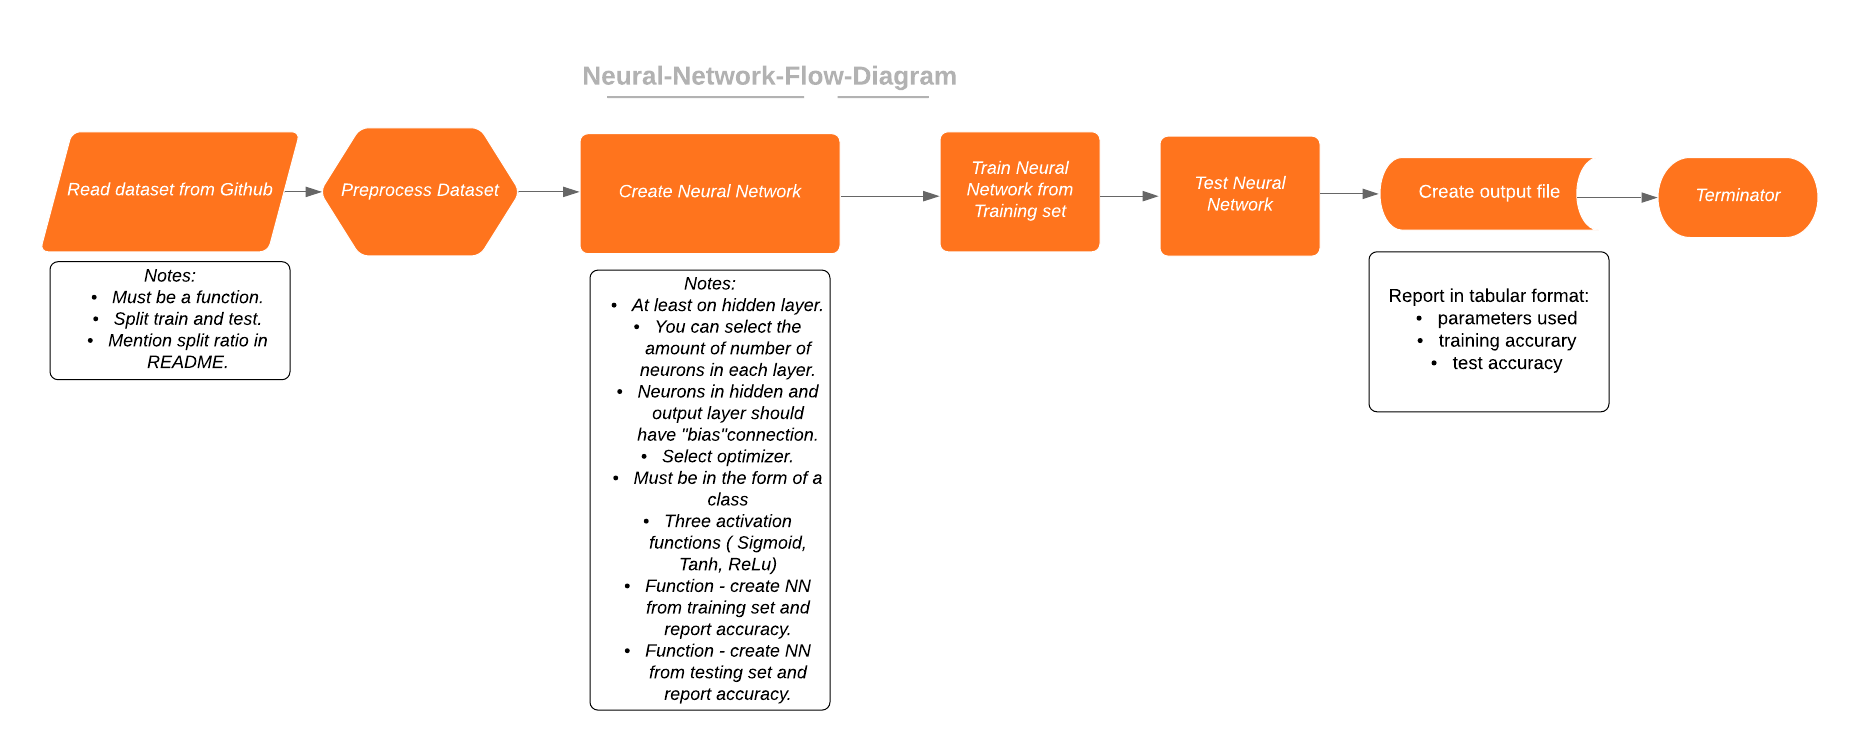 Neural-Network-Flow-Diagram
Read dataset from Github
Preprocess Dataset
Create Neural Network
Train Neural
Network from
Training set
Test Neural
Network
Create output file
Terminator
Notes:
• Must be a function.
• Split train and test.
• Mention split ratio in
README.
Notes:
• At least on hidden layer.
• You can select the
amount of number of
neurons in each layer.
• Neurons in hidden and
output layer should
have "bias"connection.
• Select optimizer.
• Must be in the form of a
class
• Three activation
functions ( Sigmoid,
Tanh, ReLu)
• Function - create NN
from training set and
report accuracy.
• Function - create NN
from testing set and
report accuracy.
Report in tabular format:
• parameters used
• training accurary
• test accuracy